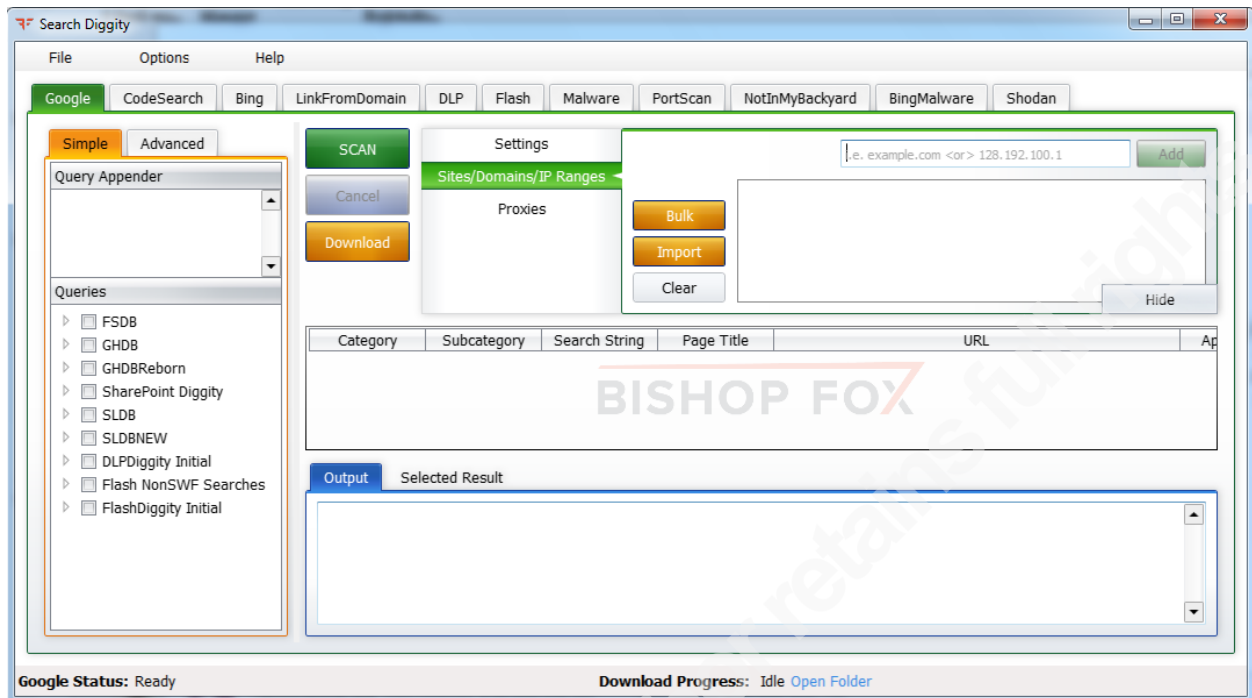 Search Diggity
File Options Help
Google CodeSearch Bing LinkFromDomain DLP Flash Malware PortScan NotInMyBackyard BingMalware Shodan
Simple Advanced
Query Appender
Queries
FSDB
GHDB
GHDBReborn
SharePoint Diggity
SLDB
SLDBNEW
DLPDiggity Initial
Flash NonSWF Searches
FlashDiggity Initial
SCAN
Cancel
Download
Settings
Sites/Domains/IP Ranges
Proxies
i.e. example.com <or> 128.192.100.1 Add
Bulk
Import
Clear
Hide
Category Subcategory Search String Page Title URL Ap
BISHOP FOX
Output Selected Result
Google Status: Ready Download Progress: Idle Open Folder
retains full right